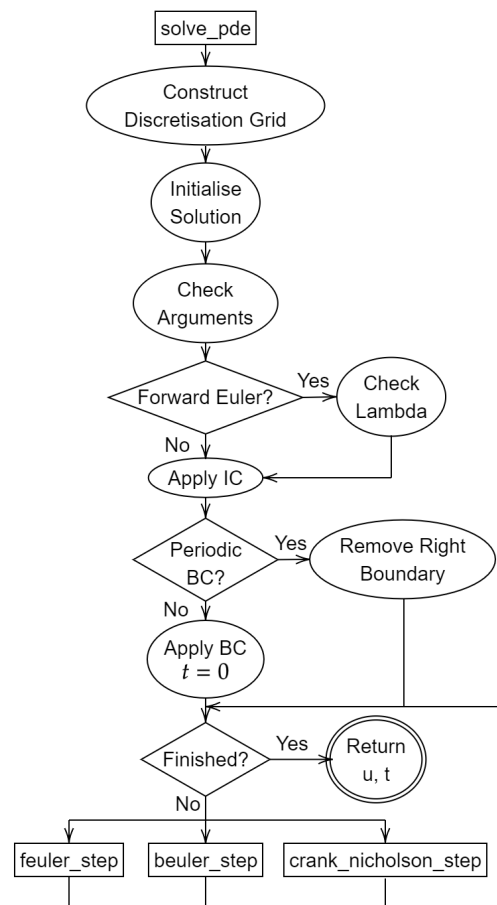 solve_pde
Construct
Discretisation Grid
Initialise
Solution
Check
Arguments
Forward Euler?
Yes
Check
Lambda
No
Apply IC
Periodic
BC?
Yes
Remove Right
Boundary
No
Apply BC
t = 0
Finished?
Yes
Return
u, t
No
feuler_step
beuler_step
crank_nicholson_step